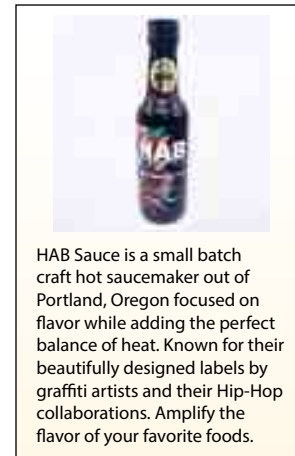 HAB
HAB Sauce is a small batch
craft hot saucemaker out of
Portland, Oregon focused on
flavor while adding the perfect
balance of heat. Known for their
beautifully designed labels by
graffiti artists and their Hip-Hop
collaborations. Amplify the
flavor of your favorite foods.